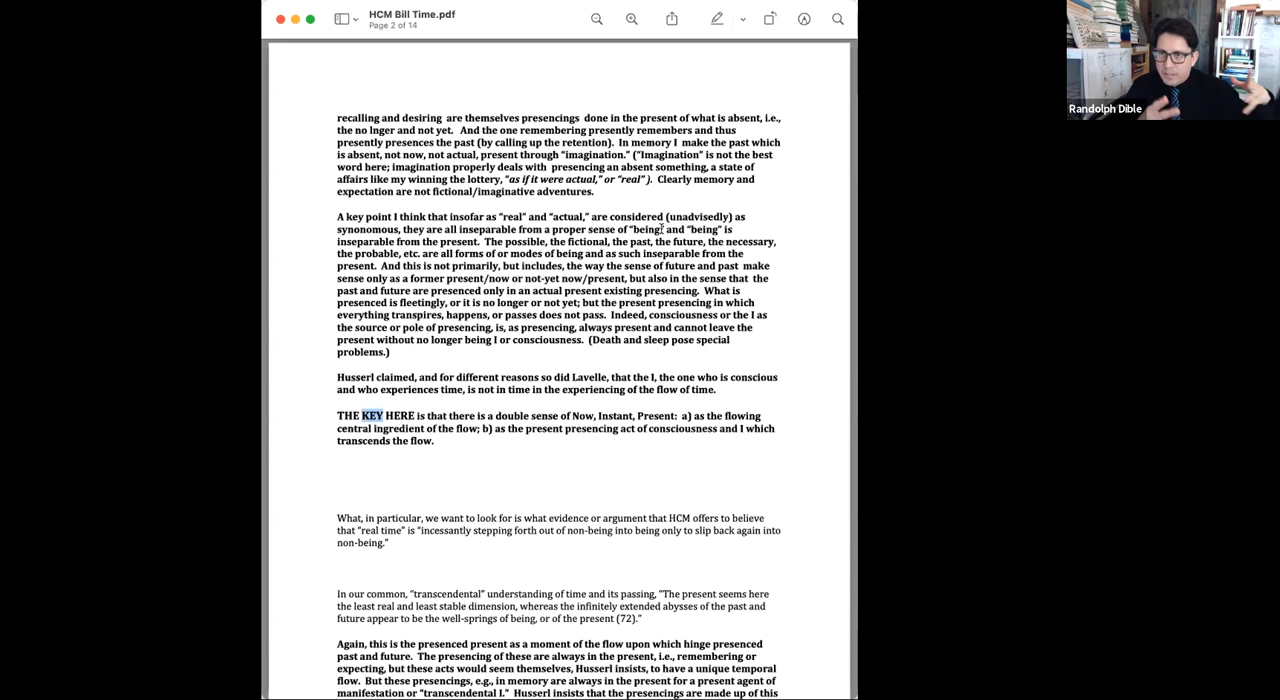 HCM Bill Time.pdf
Page 2 of 14
Randolph Dible
recalling and desiring  are themselves presencings  done in the present of what is absent, i.e.,
the no lnger and not yet.   And the one remembering presently remembers and thus
presently presences the past (by calling up the retention).  In memory I  make the past which
is absent, not now, not actual, present through “imagination.” (“Imagination” is not the best
word here; imagination properly deals with  presencing an absent something, a state of
affairs like my winning the lottery, “as if it were actual,” or “real” ).  Clearly memory and
expectation are not fictional/imaginative adventures.
A key point I think that insofar as “real” and “actual,” are considered (unadvisedly) as
synonomous, they are all inseparable from a proper sense of “being” and “being” is
inseparable from the present.  The possible, the fictional, the past, the future, the necessary,
the probable, etc. are all forms of or modes of being and as such inseparable from the
present.  And this is not primarily, but includes, the way the sense of future and past  make
sense only as a former present/now or not-yet now/present, but also in the sense that  the
past and future are presenced only in an actual present existing presencing.  What is
presenced is fleetingly, or it is no longer or not yet; but the present presencing in which
everything transpires, happens, or passes does not pass.  Indeed, consciousness or the I as
the source or pole of presencing, is, as presencing, always present and cannot leave the
present without no longer being I or consciousness.  (Death and sleep pose special
problems.)
Husserl claimed, and for different reasons so did Lavelle, that the I, the one who is conscious
and who experiences time, is not in time in the experiencing of the flow of time.
THE KEY HERE is that there is a double sense of Now, Instant, Present:  a) as the flowing
central ingredient of the flow; b) as the present presencing act of consciousness and I which
transcends the flow.
What, in particular, we want to look for is what evidence or argument that HCM offers to believe
that “real time” is “incessantly stepping forth out of non-being into being only to slip back again into
non-being.”
In our common, “transcendental” understanding of time and its passing, “The present seems here
the least real and least stable dimension, whereas the infinitely extended abysses of the past and
future appear to be the well-springs of being, or of the present (72).”
Again, this is the presenced present as a moment of the flow upon which hinge presenced
past and future.  The presencing of these are always in the present, i.e., remembering or
expecting, but these acts would seem themselves, Husserl insists, to have a unique temporal
flow.  But these presencings, e.g., in memory are always in the present for a present agent of
manifestation or “transcendental I.”  Husserl insists that the presencings are made up of this